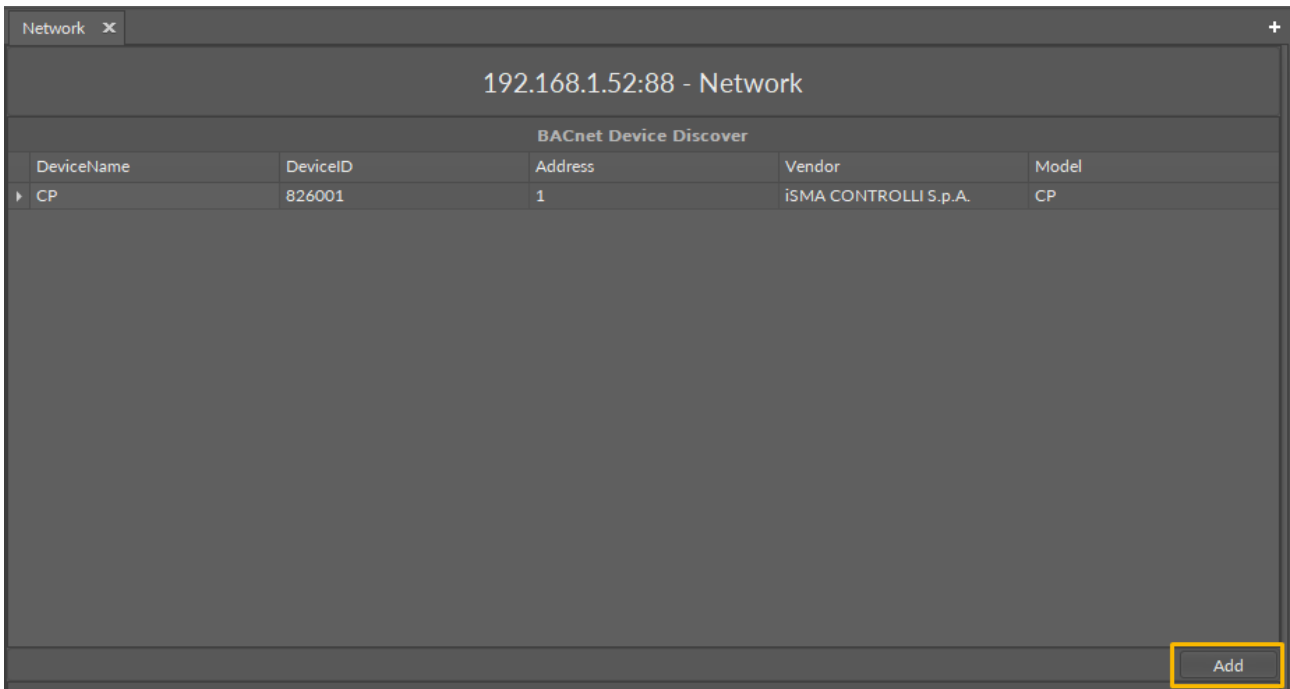 Network
192.168.1.52:88 - Network
BACnet Device Discover
DeviceName DeviceID Address Vendor Model
CP 826001 1 iSMA CONTROLLI S.p.A. CP
Add